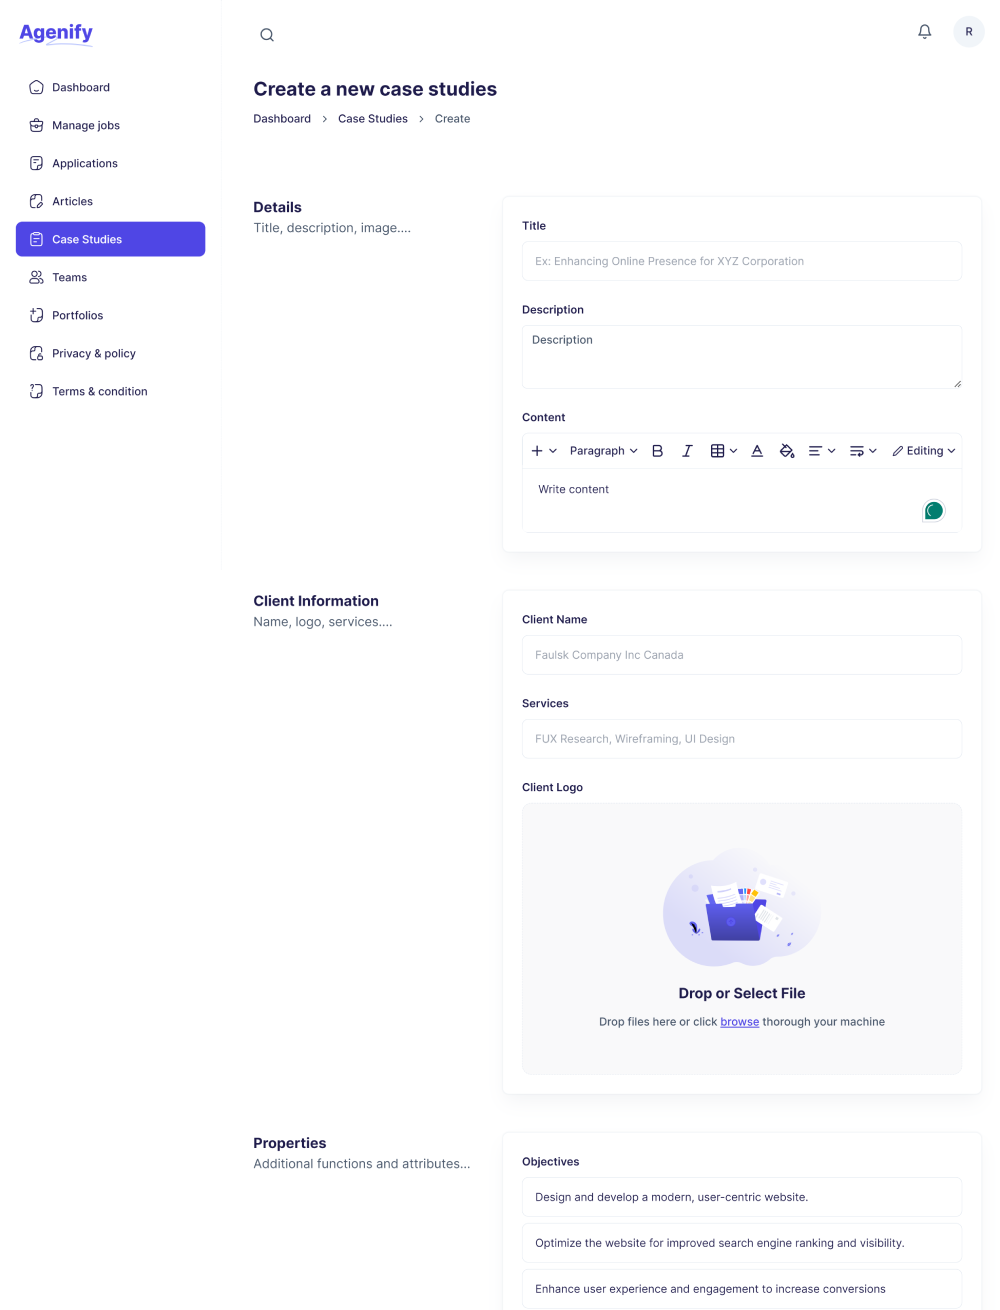 Agenify
R
Dashboard
Manage jobs
Applications
Articles
Case Studies
Teams
Portfolios
Privacy & policy
Terms & condition
Create a new case studies
Dashboard > Case Studies > Create
Details
Title, description, image....
Title
Ex: Enhancing Online Presence for XYZ Corporation
Description
Description
Content
Paragraph B I A Editing
Write content
Client Information
Name, logo, services....
Client Name
Faulsk Company Inc Canada
Services
FUX Research, Wireframing, UI Design
Client Logo
Drop or Select File
Drop files here or click browse thorough your machine
Properties
Additional functions and attributes...
Objectives
Design and develop a modern, user-centric website.
Optimize the website for improved search engine ranking and visibility.
Enhance user experience and engagement to increase conversions